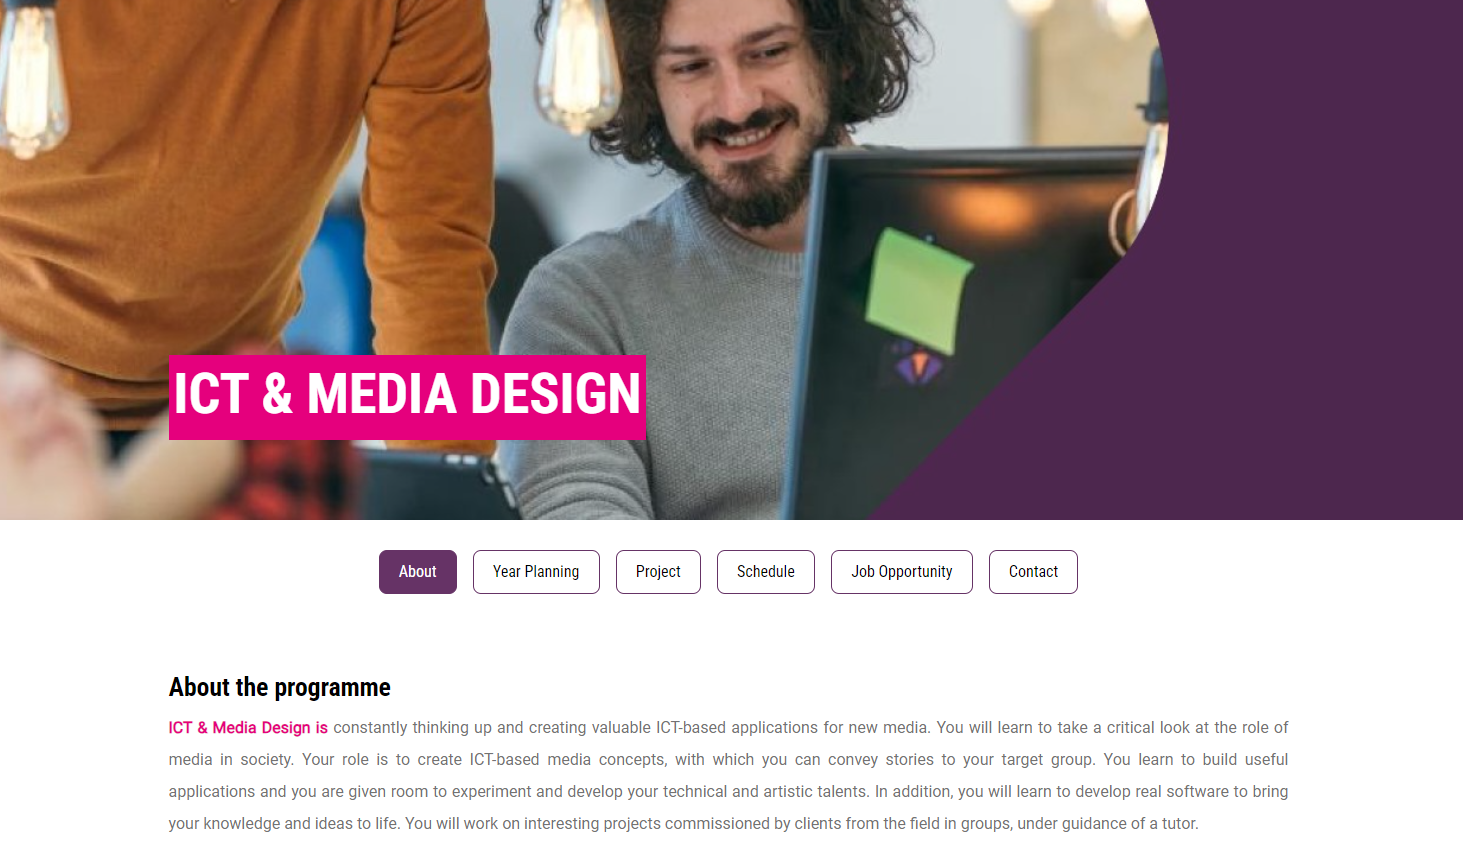 ICT & MEDIA DESIGN
About
Year Planning
Project
Schedule
Job Opportunity
Contact
About the programme
ICT & Media Design is constantly thinking up and creating valuable ICT-based applications for new media. You will learn to take a critical look at the role of
media in society. Your role is to create ICT-based media concepts, with which you can convey stories to your target group. You learn to build useful
applications and you are given room to experiment and develop your technical and artistic talents. In addition, you will learn to develop real software to bring
your knowledge and ideas to life. You will work on interesting projects commissioned by clients from the field in groups, under guidance of a tutor.